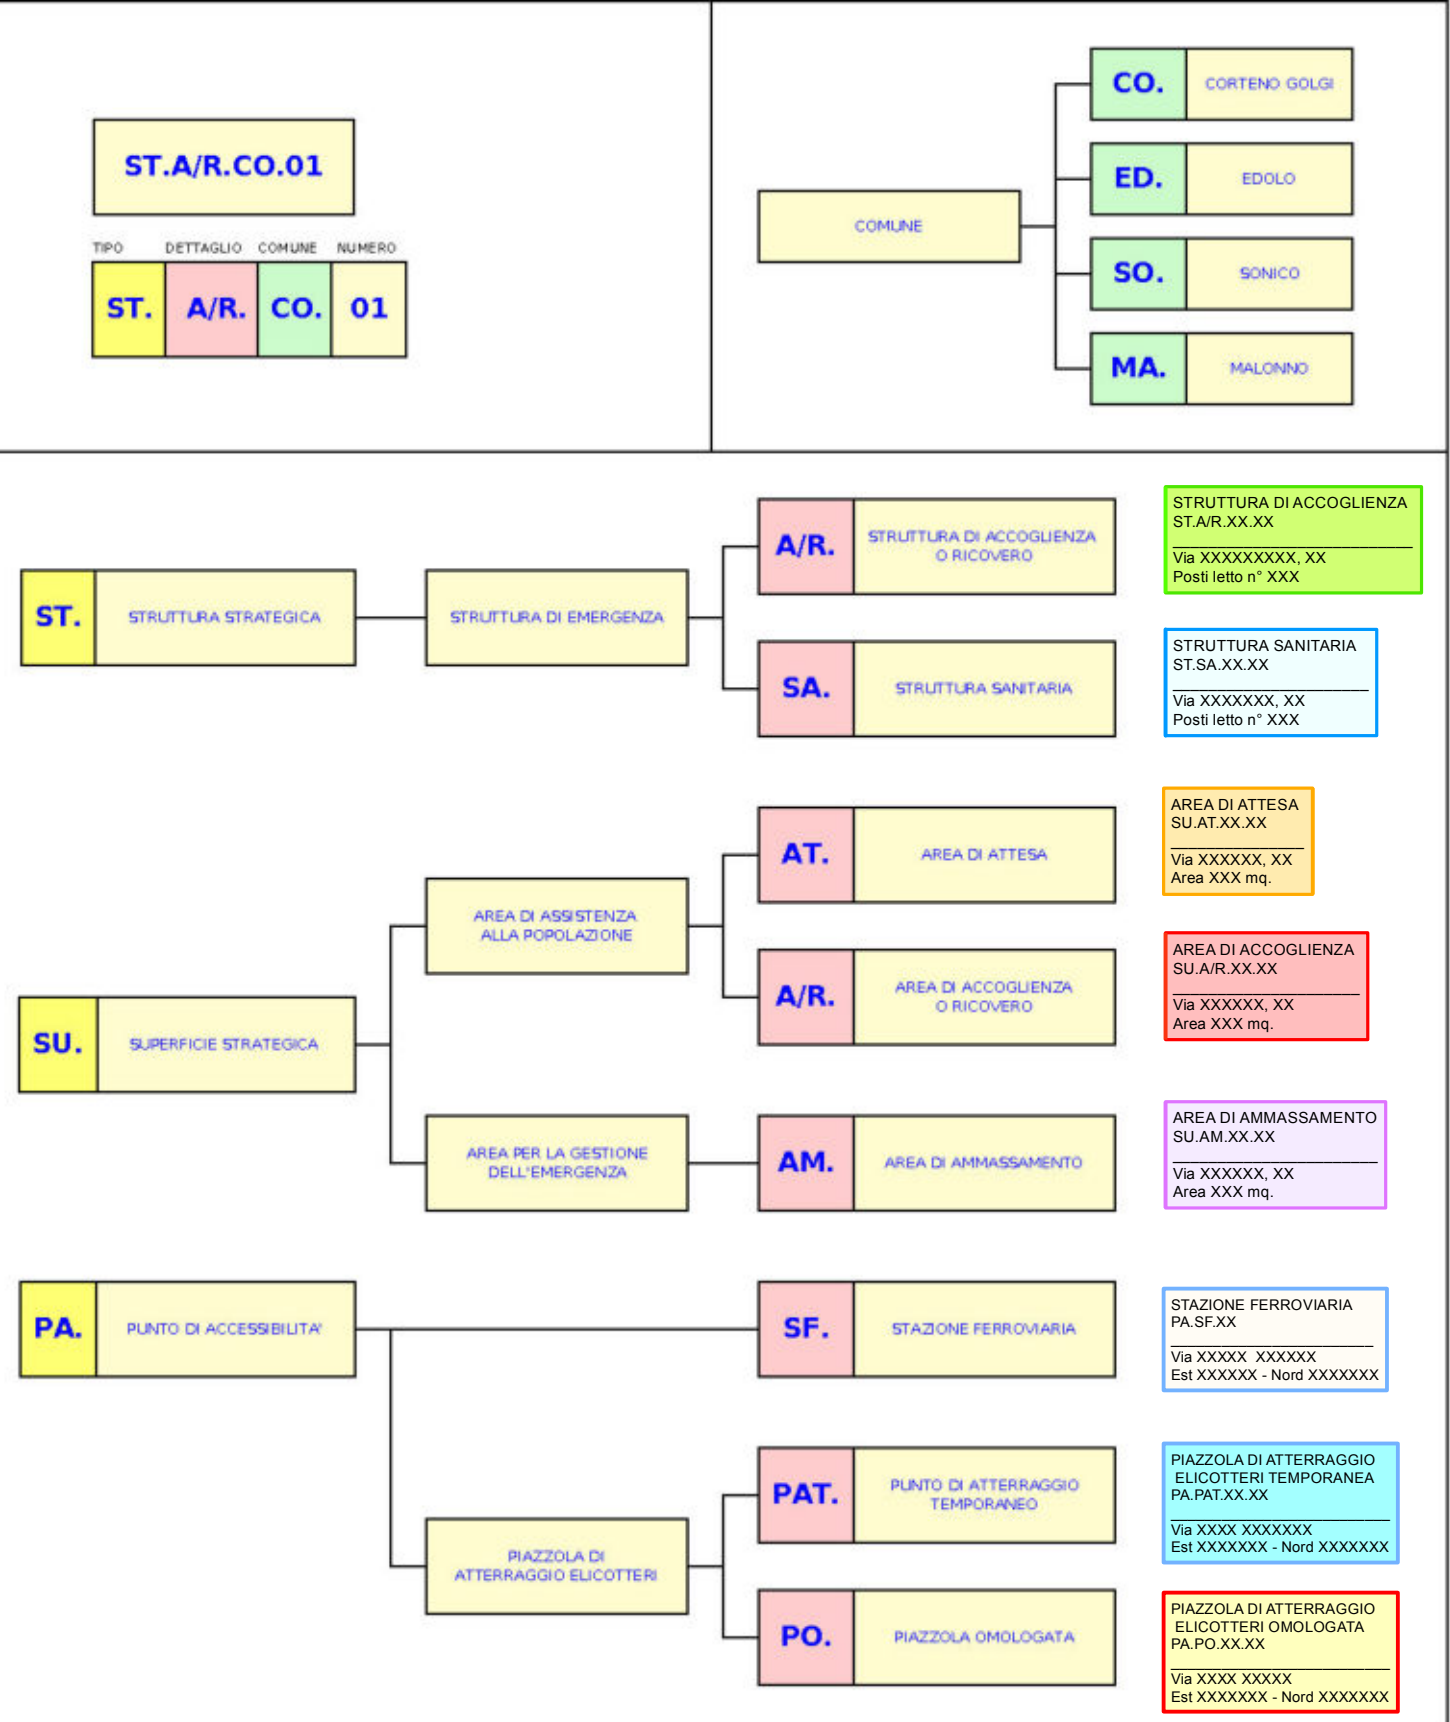 ST.A/R.CO.01
TIPO DETTAGLIO COMUNE NUMERO
ST. A/R. CO. 01
COMUNE
CO. CORTENO GOLGI
ED. EDOLO
SO. SONICO
MA. MALONNO
ST. STRUTTURA STRATEGICA
STRUTTURA DI EMERGENZA
A/R. STRUTTURA DI ACCOGLIENZA
O RICOVERO
STRUTTURA DI ACCOGLIENZA
ST.A/R.XX.XX
Via XXXXXXXXX, XX
Posti letto n° XXX
SA. STRUTTURA SANITARIA
STRUTTURA SANITARIA
ST.SA.XX.XX
Via XXXXXXX, XX
Posti letto n° XXX
SU. SUPERFICIE STRATEGICA
AREA DI ASSISTENZA
ALLA POPOLAZIONE
AT. AREA DI ATTESA
AREA DI ATTESA
SU.AT.XX.XX
Via XXXXXX, XX
Area XXX mq.
A/R. AREA DI ACCOGLIENZA
O RICOVERO
AREA DI ACCOGLIENZA
SU.A/R.XX.XX
Via XXXXXX, XX
Area XXX mq.
AREA PER LA GESTIONE
DELL'EMERGENZA
AM. AREA DI AMMASSAMENTO
AREA DI AMMASSAMENTO
SU.AM.XX.XX
Via XXXXXX, XX
Area XXX mq.
PA. PUNTO DI ACCESSIBILITA'
SF. STAZIONE FERROVIARIA
STAZIONE FERROVIARIA
PA.SF.XX
Via XXXXX XXXXXX
Est XXXXXX - Nord XXXXXXX
PIAZZOLA DI
ATTERRAGGIO ELICOTTERI
PAT. PUNTO DI ATTERRAGGIO
TEMPORANEO
PIAZZOLA DI ATTERRAGGIO
ELICOTTERI TEMPORANEA
PA.PAT.XX.XX
Via XXXX XXXXXXX
Est XXXXXXX - Nord XXXXXXX
PO. PIAZZOLA OMOLOGATA
PIAZZOLA DI ATTERRAGGIO
ELICOTTERI OMOLOGATA
PA.PO.XX.XX
Via XXXX XXXXX
Est XXXXXXX - Nord XXXXXXX